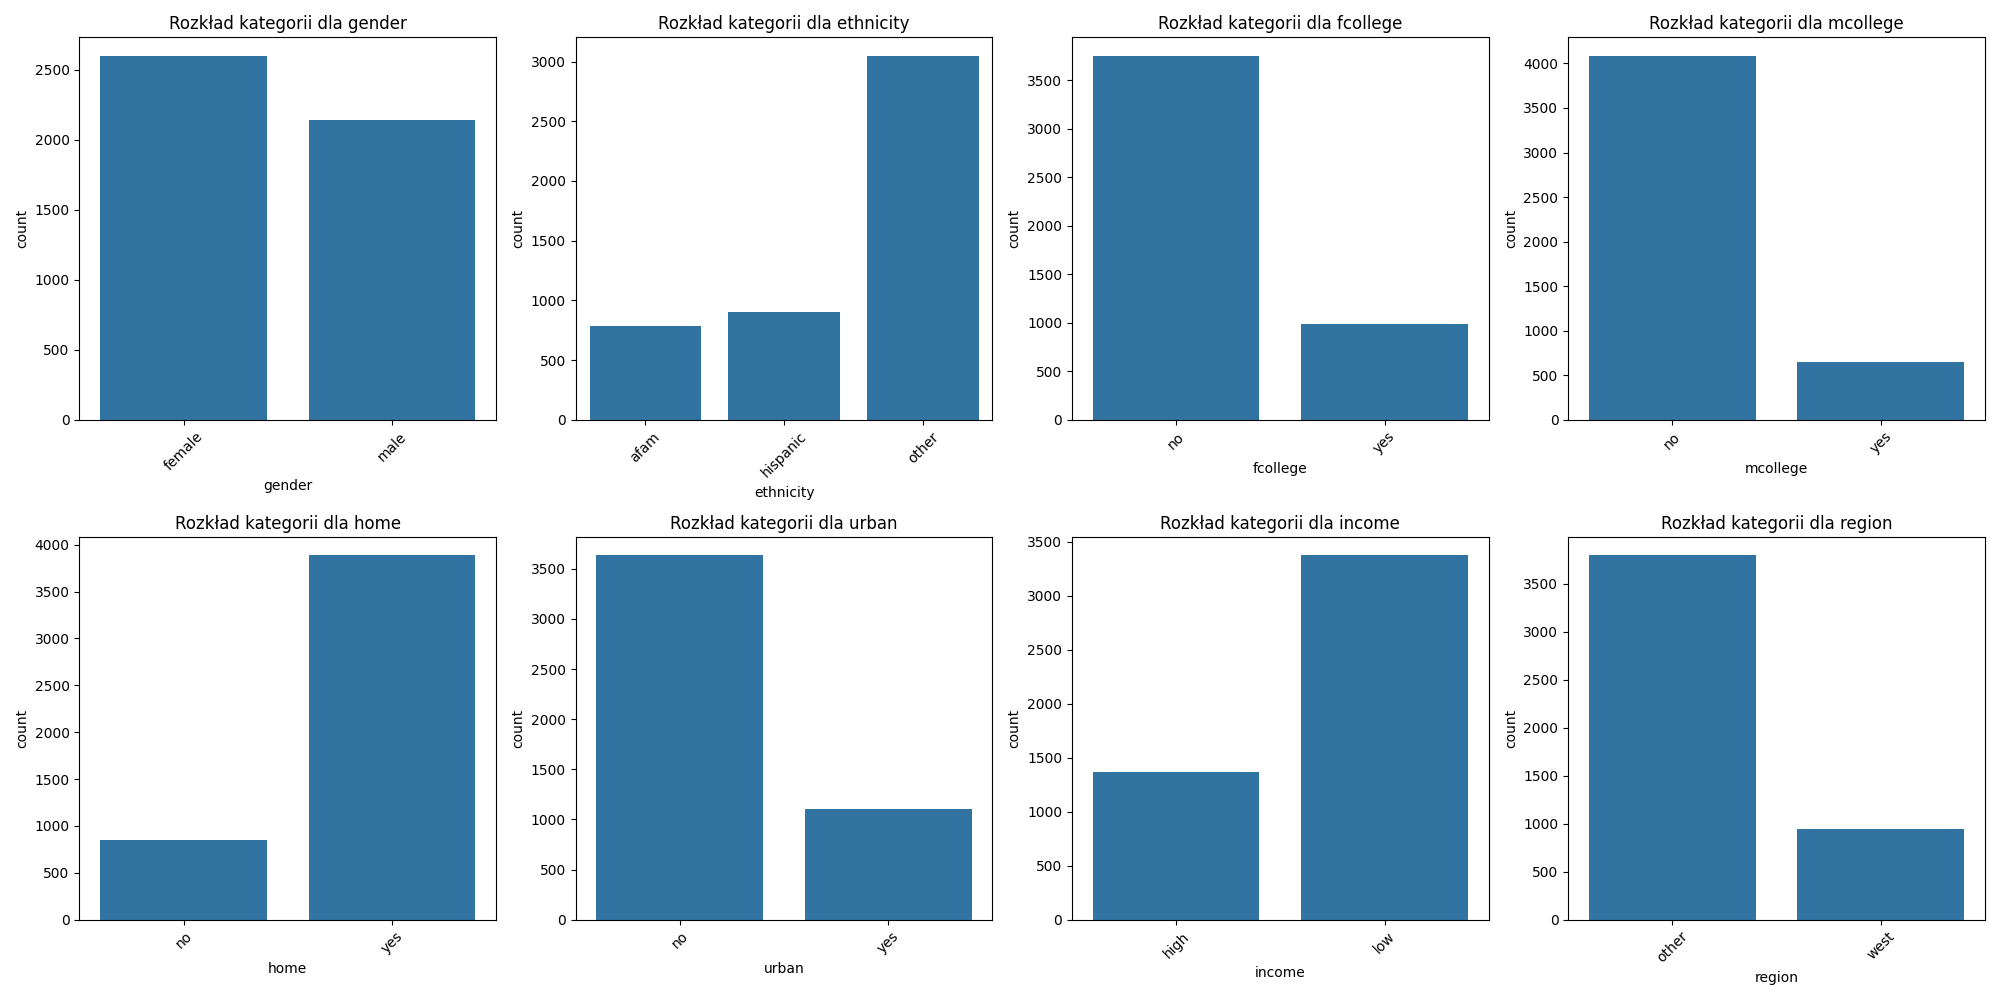 Rozkład kategorii dla gender
count
2500
2000
1500
1000
500
0
female
male
gender
Rozkład kategorii dla ethnicity
count
3000
2500
2000
1500
1000
500
0
afam
hispanic
other
ethnicity
Rozkład kategorii dla fcollege
count
3500
3000
2500
2000
1500
1000
500
0
no
yes
fcollege
Rozkład kategorii dla mcollege
count
4000
3500
3000
2500
2000
1500
1000
500
0
no
yes
mcollege
Rozkład kategorii dla home
count
4000
3500
3000
2500
2000
1500
1000
500
0
no
yes
home
Rozkład kategorii dla urban
count
3500
3000
2500
2000
1500
1000
500
0
no
yes
urban
Rozkład kategorii dla income
count
3500
3000
2500
2000
1500
1000
500
0
high
low
income
Rozkład kategorii dla region
count
3500
3000
2500
2000
1500
1000
500
0
other
west
region